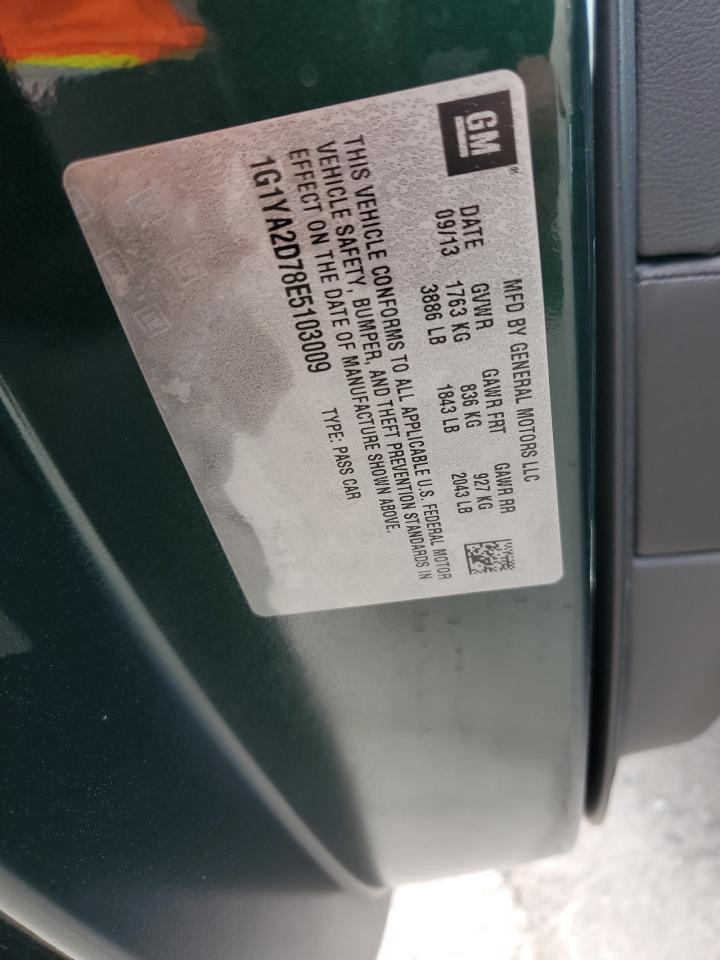 GM
MFD BY GENERAL MOTORS LLC
DATE GVWR GAWR FRT GAWR RR
09/13 1763 KG 836 KG 927 KG
3886 LB 1843 LB 2043 LB
THIS VEHICLE CONFORMS TO ALL APPLICABLE U.S. FEDERAL MOTOR
VEHICLE SAFETY, BUMPER, AND THEFT PREVENTION STANDARDS IN
EFFECT ON THE DATE OF MANUFACTURE SHOWN ABOVE.
1G1YA2D78E5103009 TYPE: PASS CAR